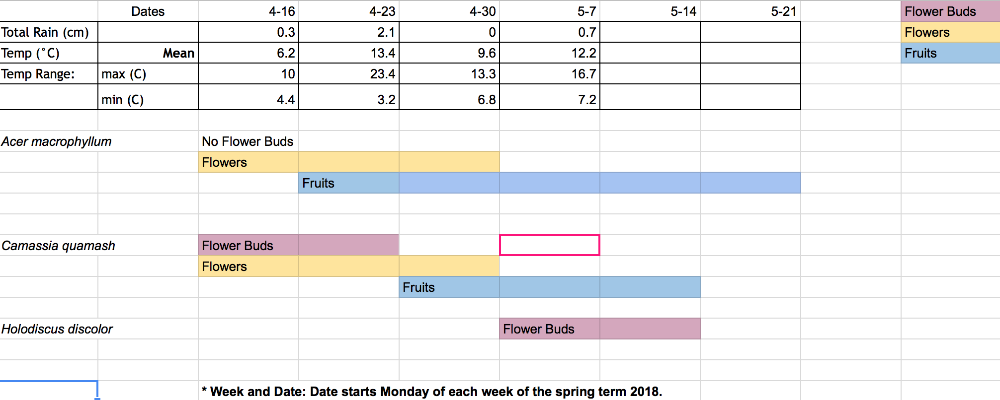 Dates 4-16 4-23 4-30 5-7 5-14 5-21 Flower Buds
Total Rain (cm) 0.3 2.1 0 0.7 Flowers
Temp (˚C) Mean 6.2 13.4 9.6 12.2 Fruits
Temp Range: max (C) 10 23.4 13.3 16.7
min (C) 4.4 3.2 6.8 7.2
Acer macrophyllum No Flower Buds
Flowers
Fruits
Camassia quamash Flower Buds
Flowers
Fruits
Holodiscus discolor Flower Buds
* Week and Date: Date starts Monday of each week of the spring term 2018.